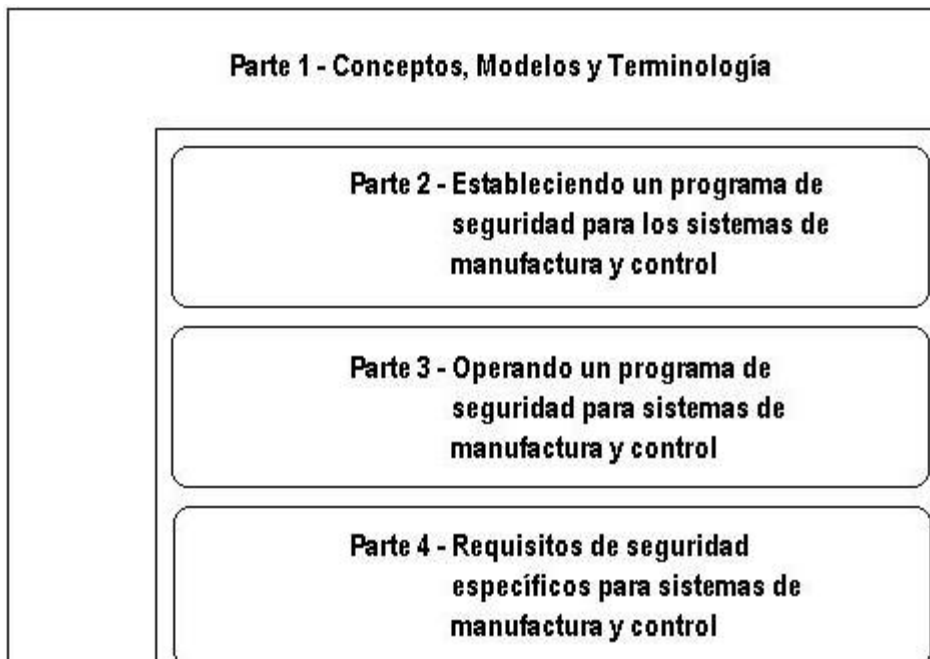 Parte 1 - Conceptos, Modelos y Terminología
Parte 2 - Estableciendo un programa de
seguridad para los sistemas de
manufactura y control
Parte 3 - Operando un programa de
seguridad para sistemas de
manufactura y control
Parte 4 - Requisitos de seguridad
específicos para sistemas de
manufactura y control